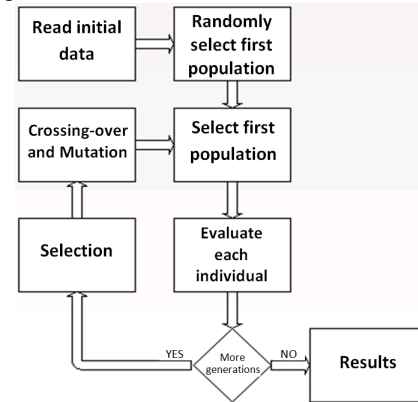 Read initial
data
Randomly
select first
population
Crossing-over
and Mutation
Select first
population
Selection
Evaluate
each
individual
YES
More
generations
NO
Results